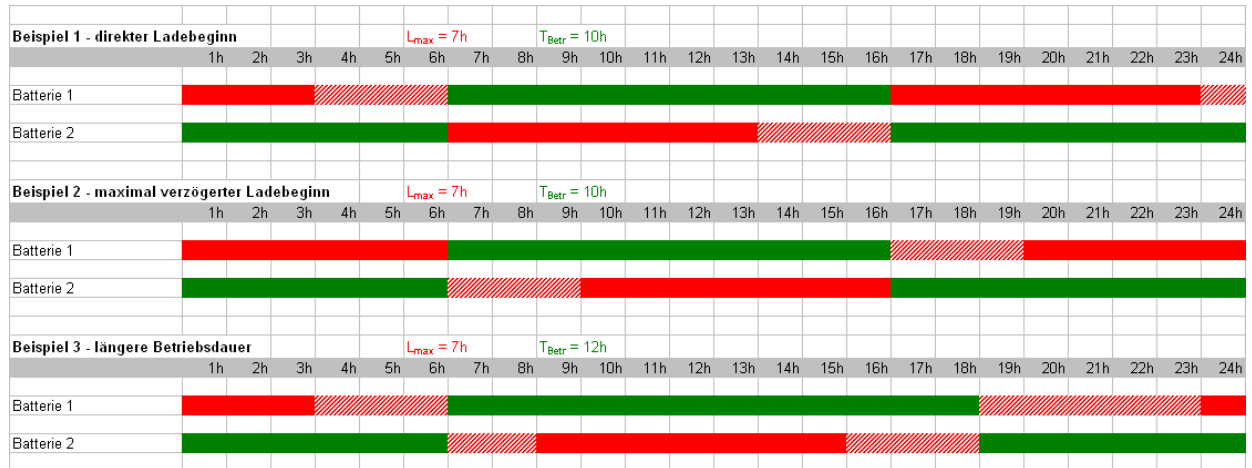 Beispiel 1 - direkter Ladebeginn Lmax = 7h TBetr = 10h
1h 2h 3h 4h 5h 6h 7h 8h 9h 10h 11h 12h 13h 14h 15h 16h 17h 18h 19h 20h 21h 22h 23h 24h
Batterie 1
Batterie 2
Beispiel 2 - maximal verzögerter Ladebeginn Lmax = 7h TBetr = 10h
1h 2h 3h 4h 5h 6h 7h 8h 9h 10h 11h 12h 13h 14h 15h 16h 17h 18h 19h 20h 21h 22h 23h 24h
Batterie 1
Batterie 2
Beispiel 3 - längere Betriebsdauer Lmax = 7h TBetr = 12h
1h 2h 3h 4h 5h 6h 7h 8h 9h 10h 11h 12h 13h 14h 15h 16h 17h 18h 19h 20h 21h 22h 23h 24h
Batterie 1
Batterie 2